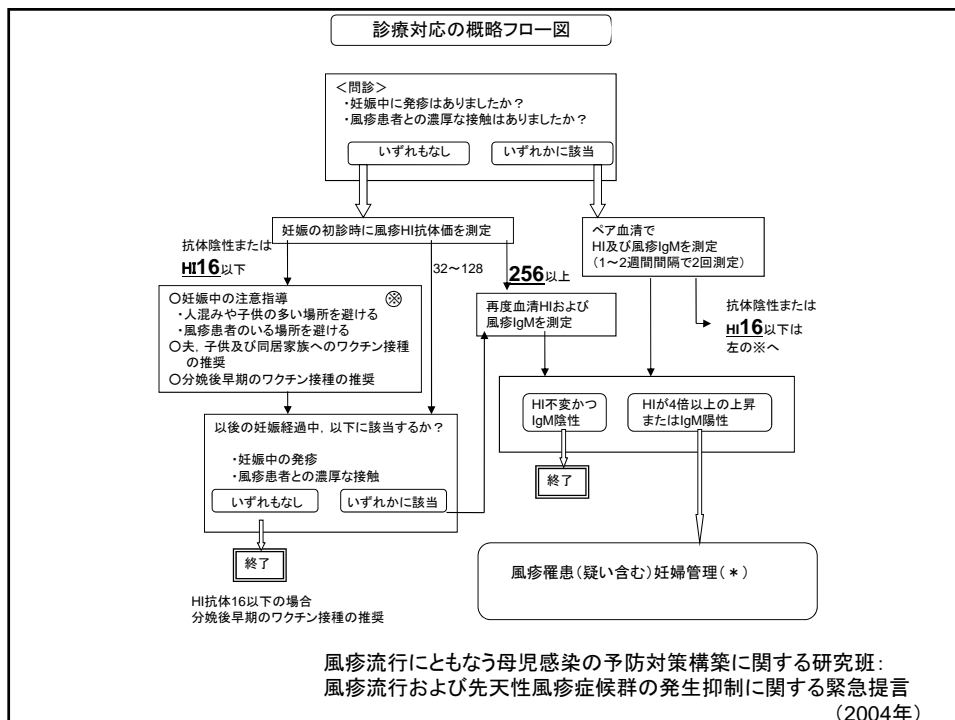 診療対応の概略フロー図
<問診>
・妊娠中に発疹はありましたか?
・風疹患者との濃厚な接触はありましたか?
いずれもなし
いずれかに該当
妊娠の初診時に風疹HI抗体価を測定
ペア血清で
HI及び風疹IgMを測定
(1~2週間間隔で2回測定)
抗体陰性または
HI16以下
32~128
256以上
○妊娠中の注意指導 ※
・人混みや子供の多い場所を避ける
・風疹患者のいる場所を避ける
○夫,子供及び同居家族へのワクチン接種
の推奨
○分娩後早期のワクチン接種の推奨
再度血清HIおよび
風疹IgMを測定
抗体陰性または
HI16以下は
左の※へ
HI不変かつ
IgM陰性
HIが4倍以上の上昇
またはIgM陽性
以後の妊娠経過中,以下に該当するか?
・妊娠中の発疹
・風疹患者との濃厚な接触
いずれもなし
いずれかに該当
終了
終了
風疹罹患(疑い含む)妊婦管理(*)
HI抗体16以下の場合
分娩後早期のワクチン接種の推奨
風疹流行にともなう母児感染の予防対策構築に関する研究班:
風疹流行および先天性風疹症候群の発生抑制に関する緊急提言
(2004年)